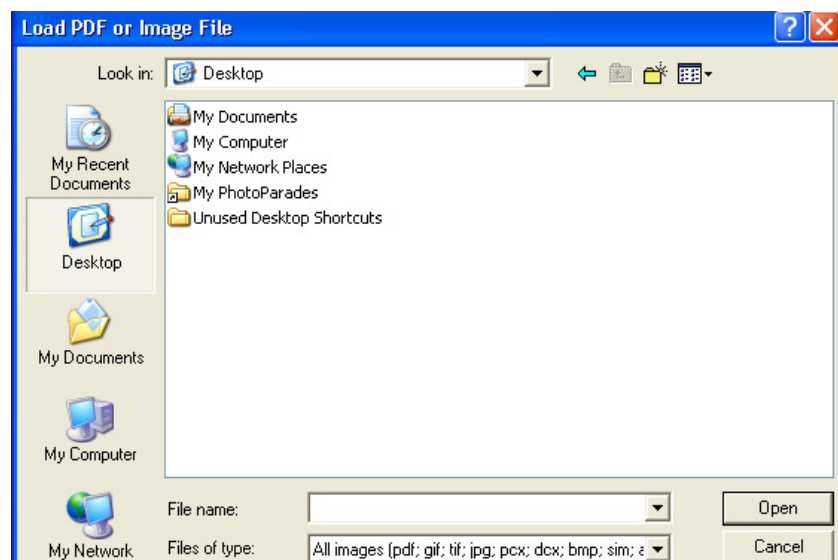 Load PDF or Image File
Look in: Desktop
My Recent
Documents
Desktop
My Documents
My Computer
My Network
My Documents
My Computer
My Network Places
My PhotoParades
Unused Desktop Shortcuts
File name:
Open
Files of type: All images (pdf; gif; tif; jpg; pcx; dcx; bmp; sim;
Cancel